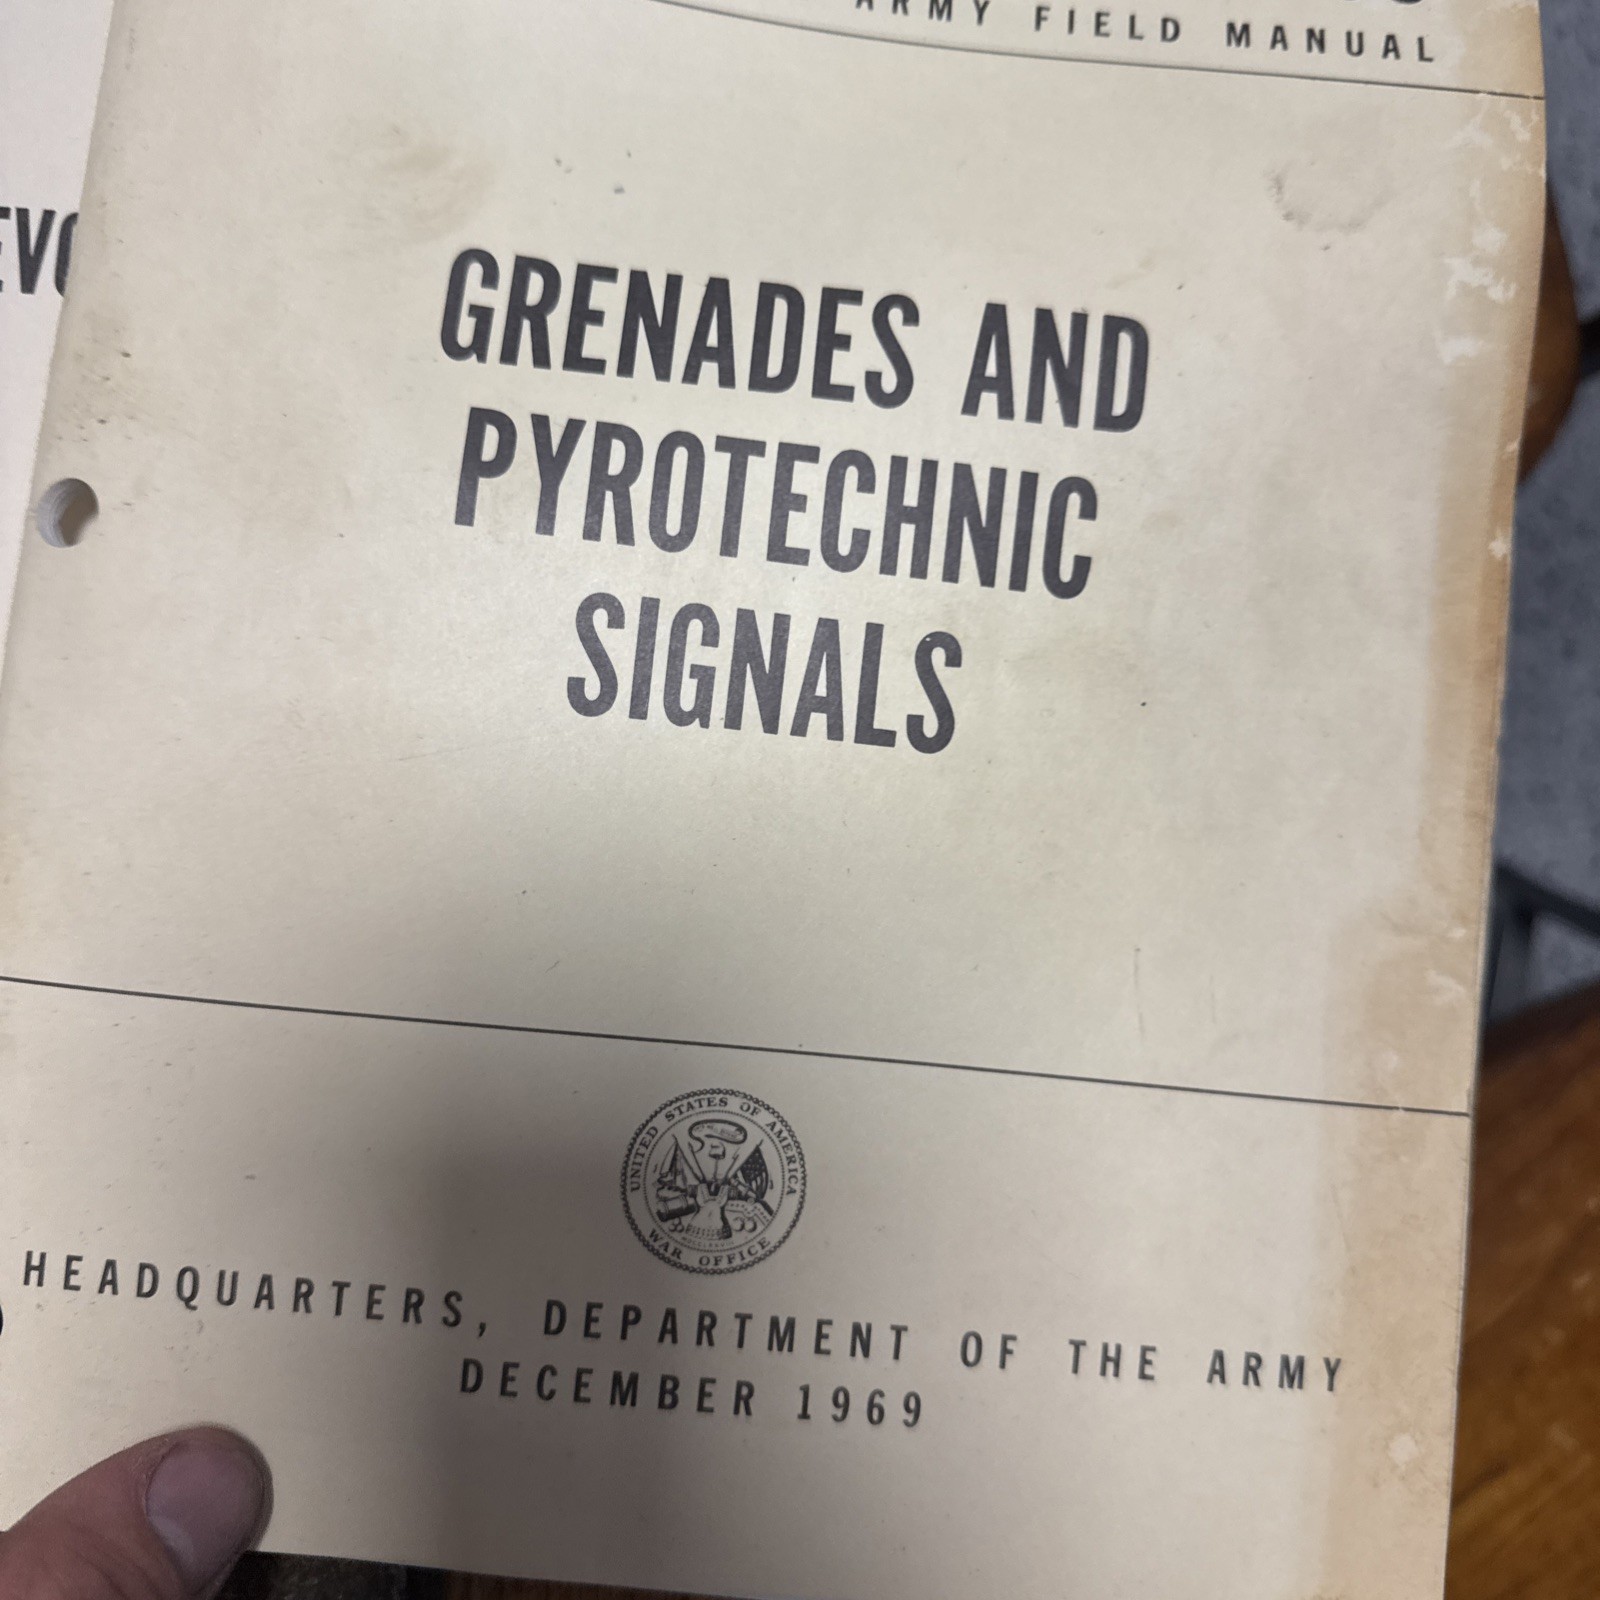 ARMY FIELD MANUAL
GRENADES AND
PYROTECHNIC
SIGNALS
UNITED STATES OF AMERICA
WAR OFFICE
HEADQUARTERS, DEPARTMENT OF THE ARMY
DECEMBER 1969